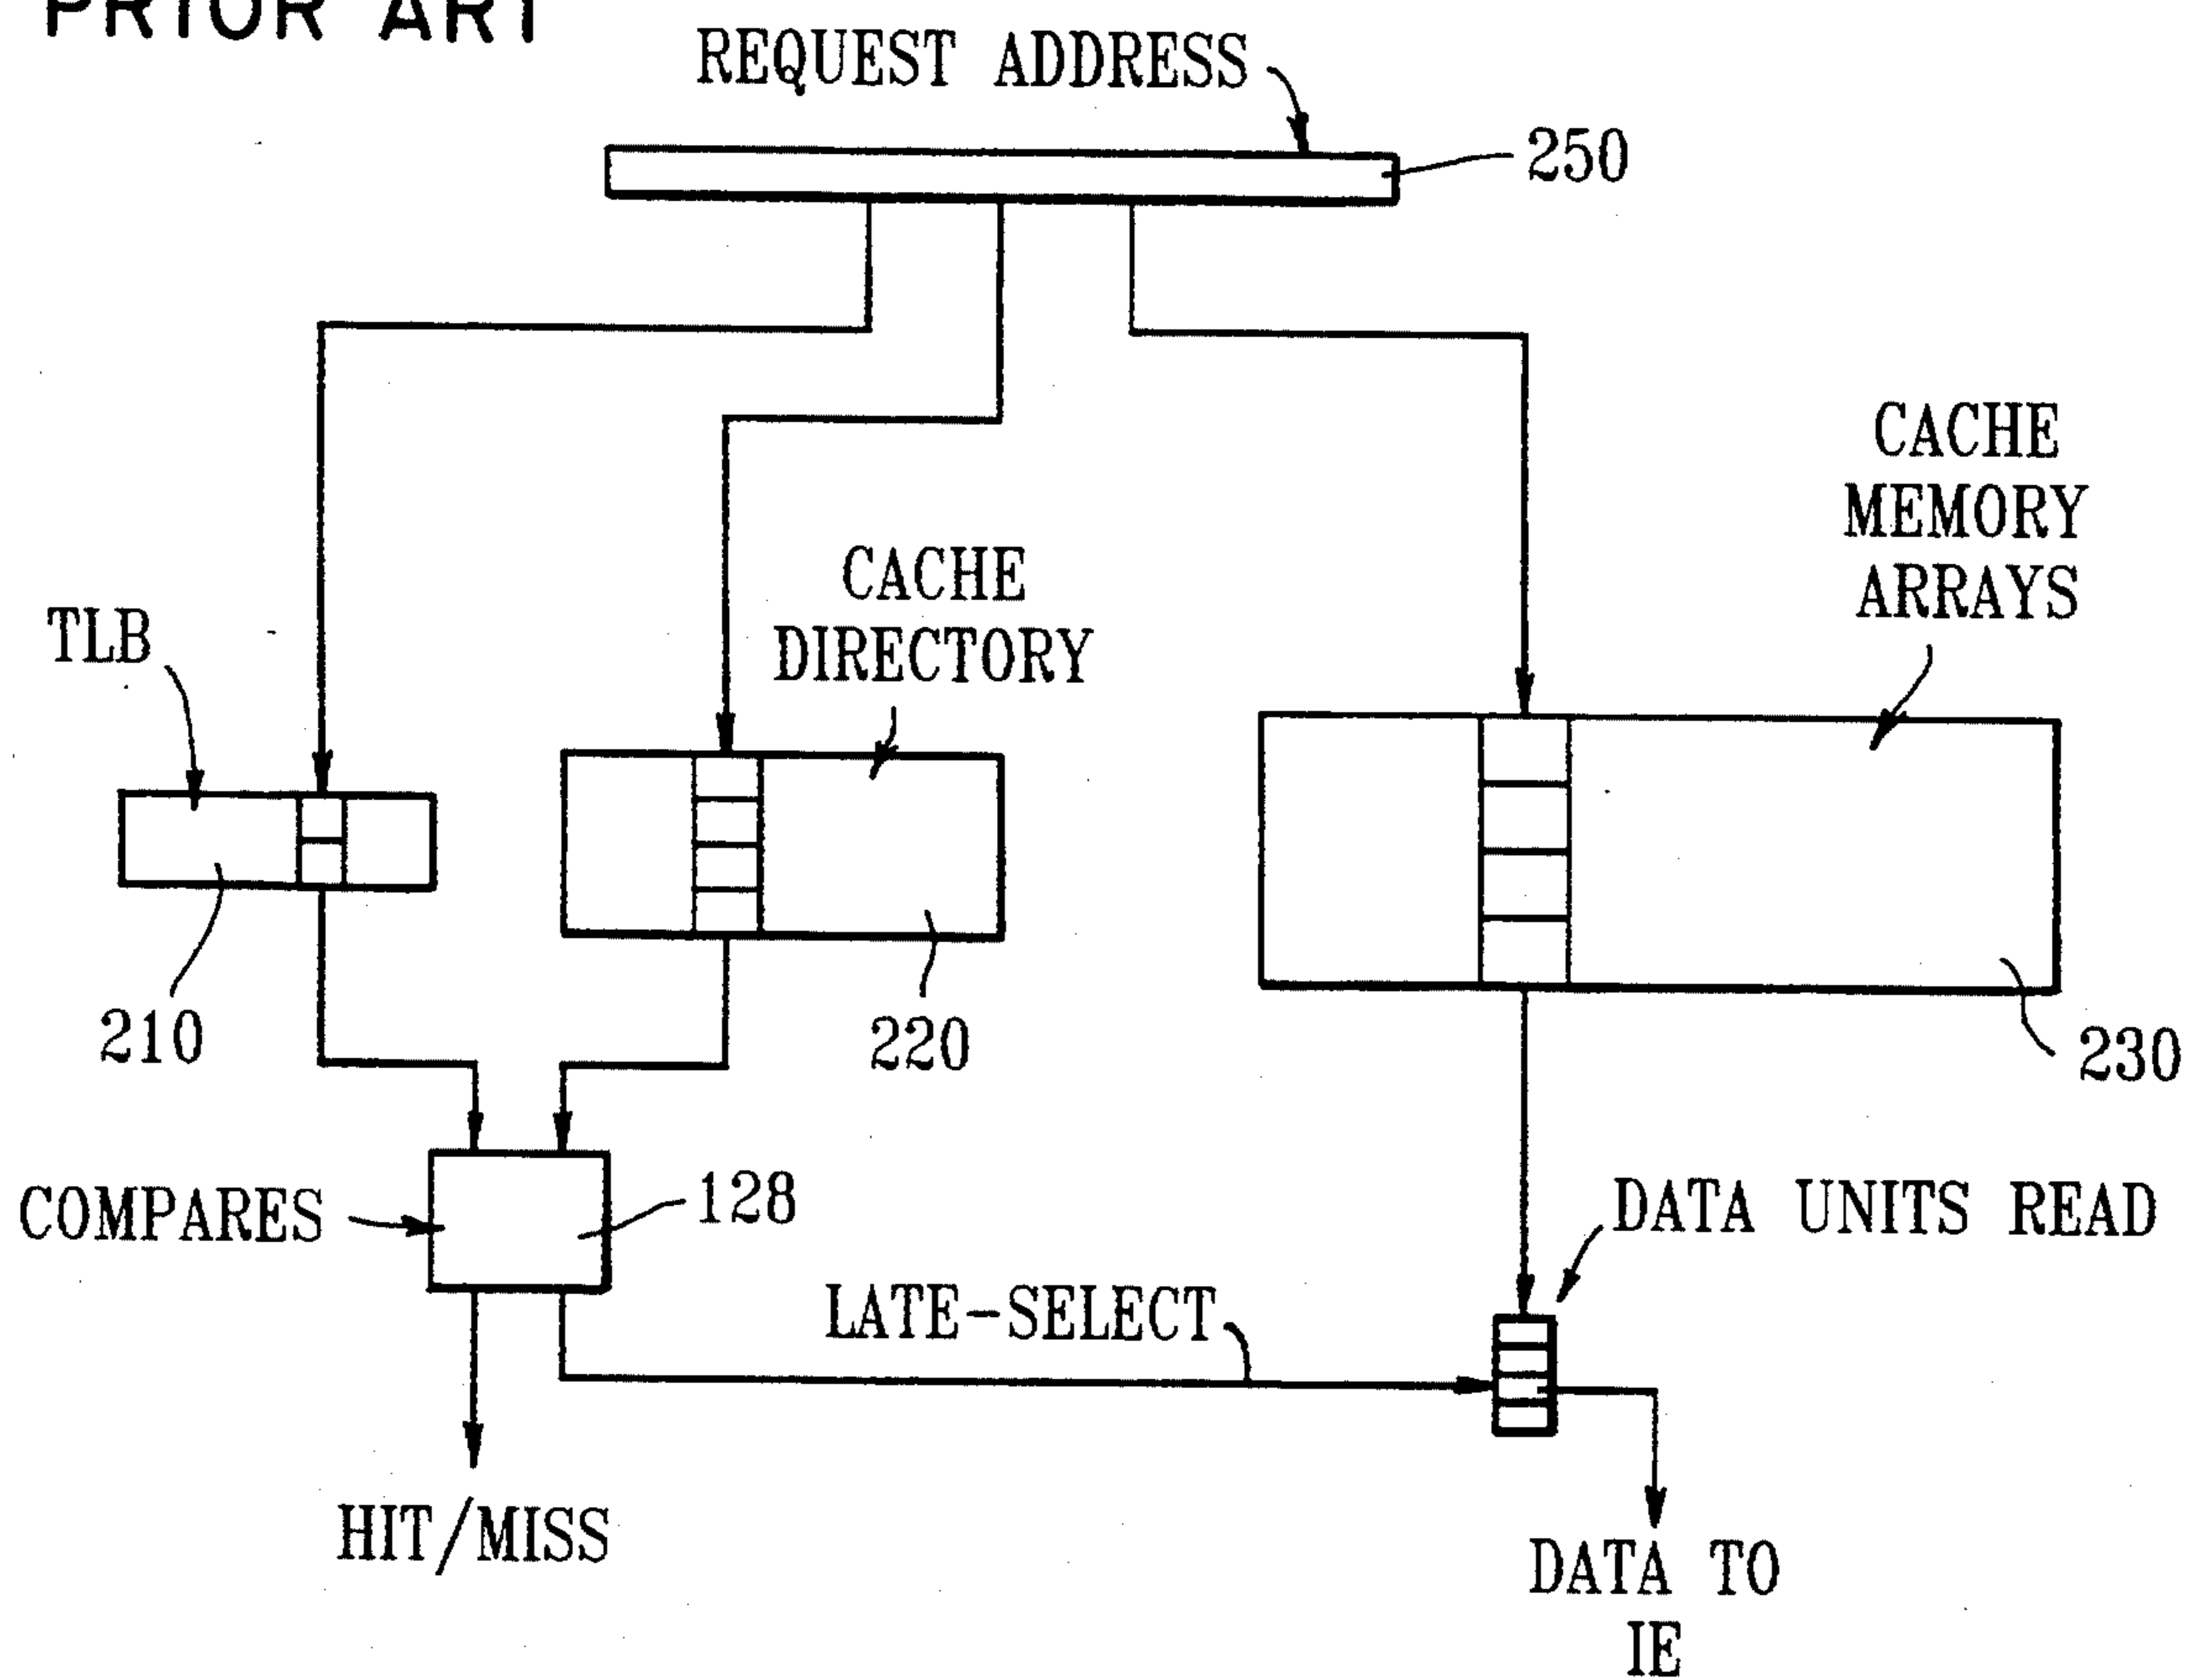 PRIOR ART
REQUEST ADDRESS
250
CACHE
MEMORY
ARRAYS
CACHE
DIRECTORY
TLB
210
220
230
COMPARES
128
DATA UNITS READ
LATE-SELECT
HIT/MISS
DATA TO
IE